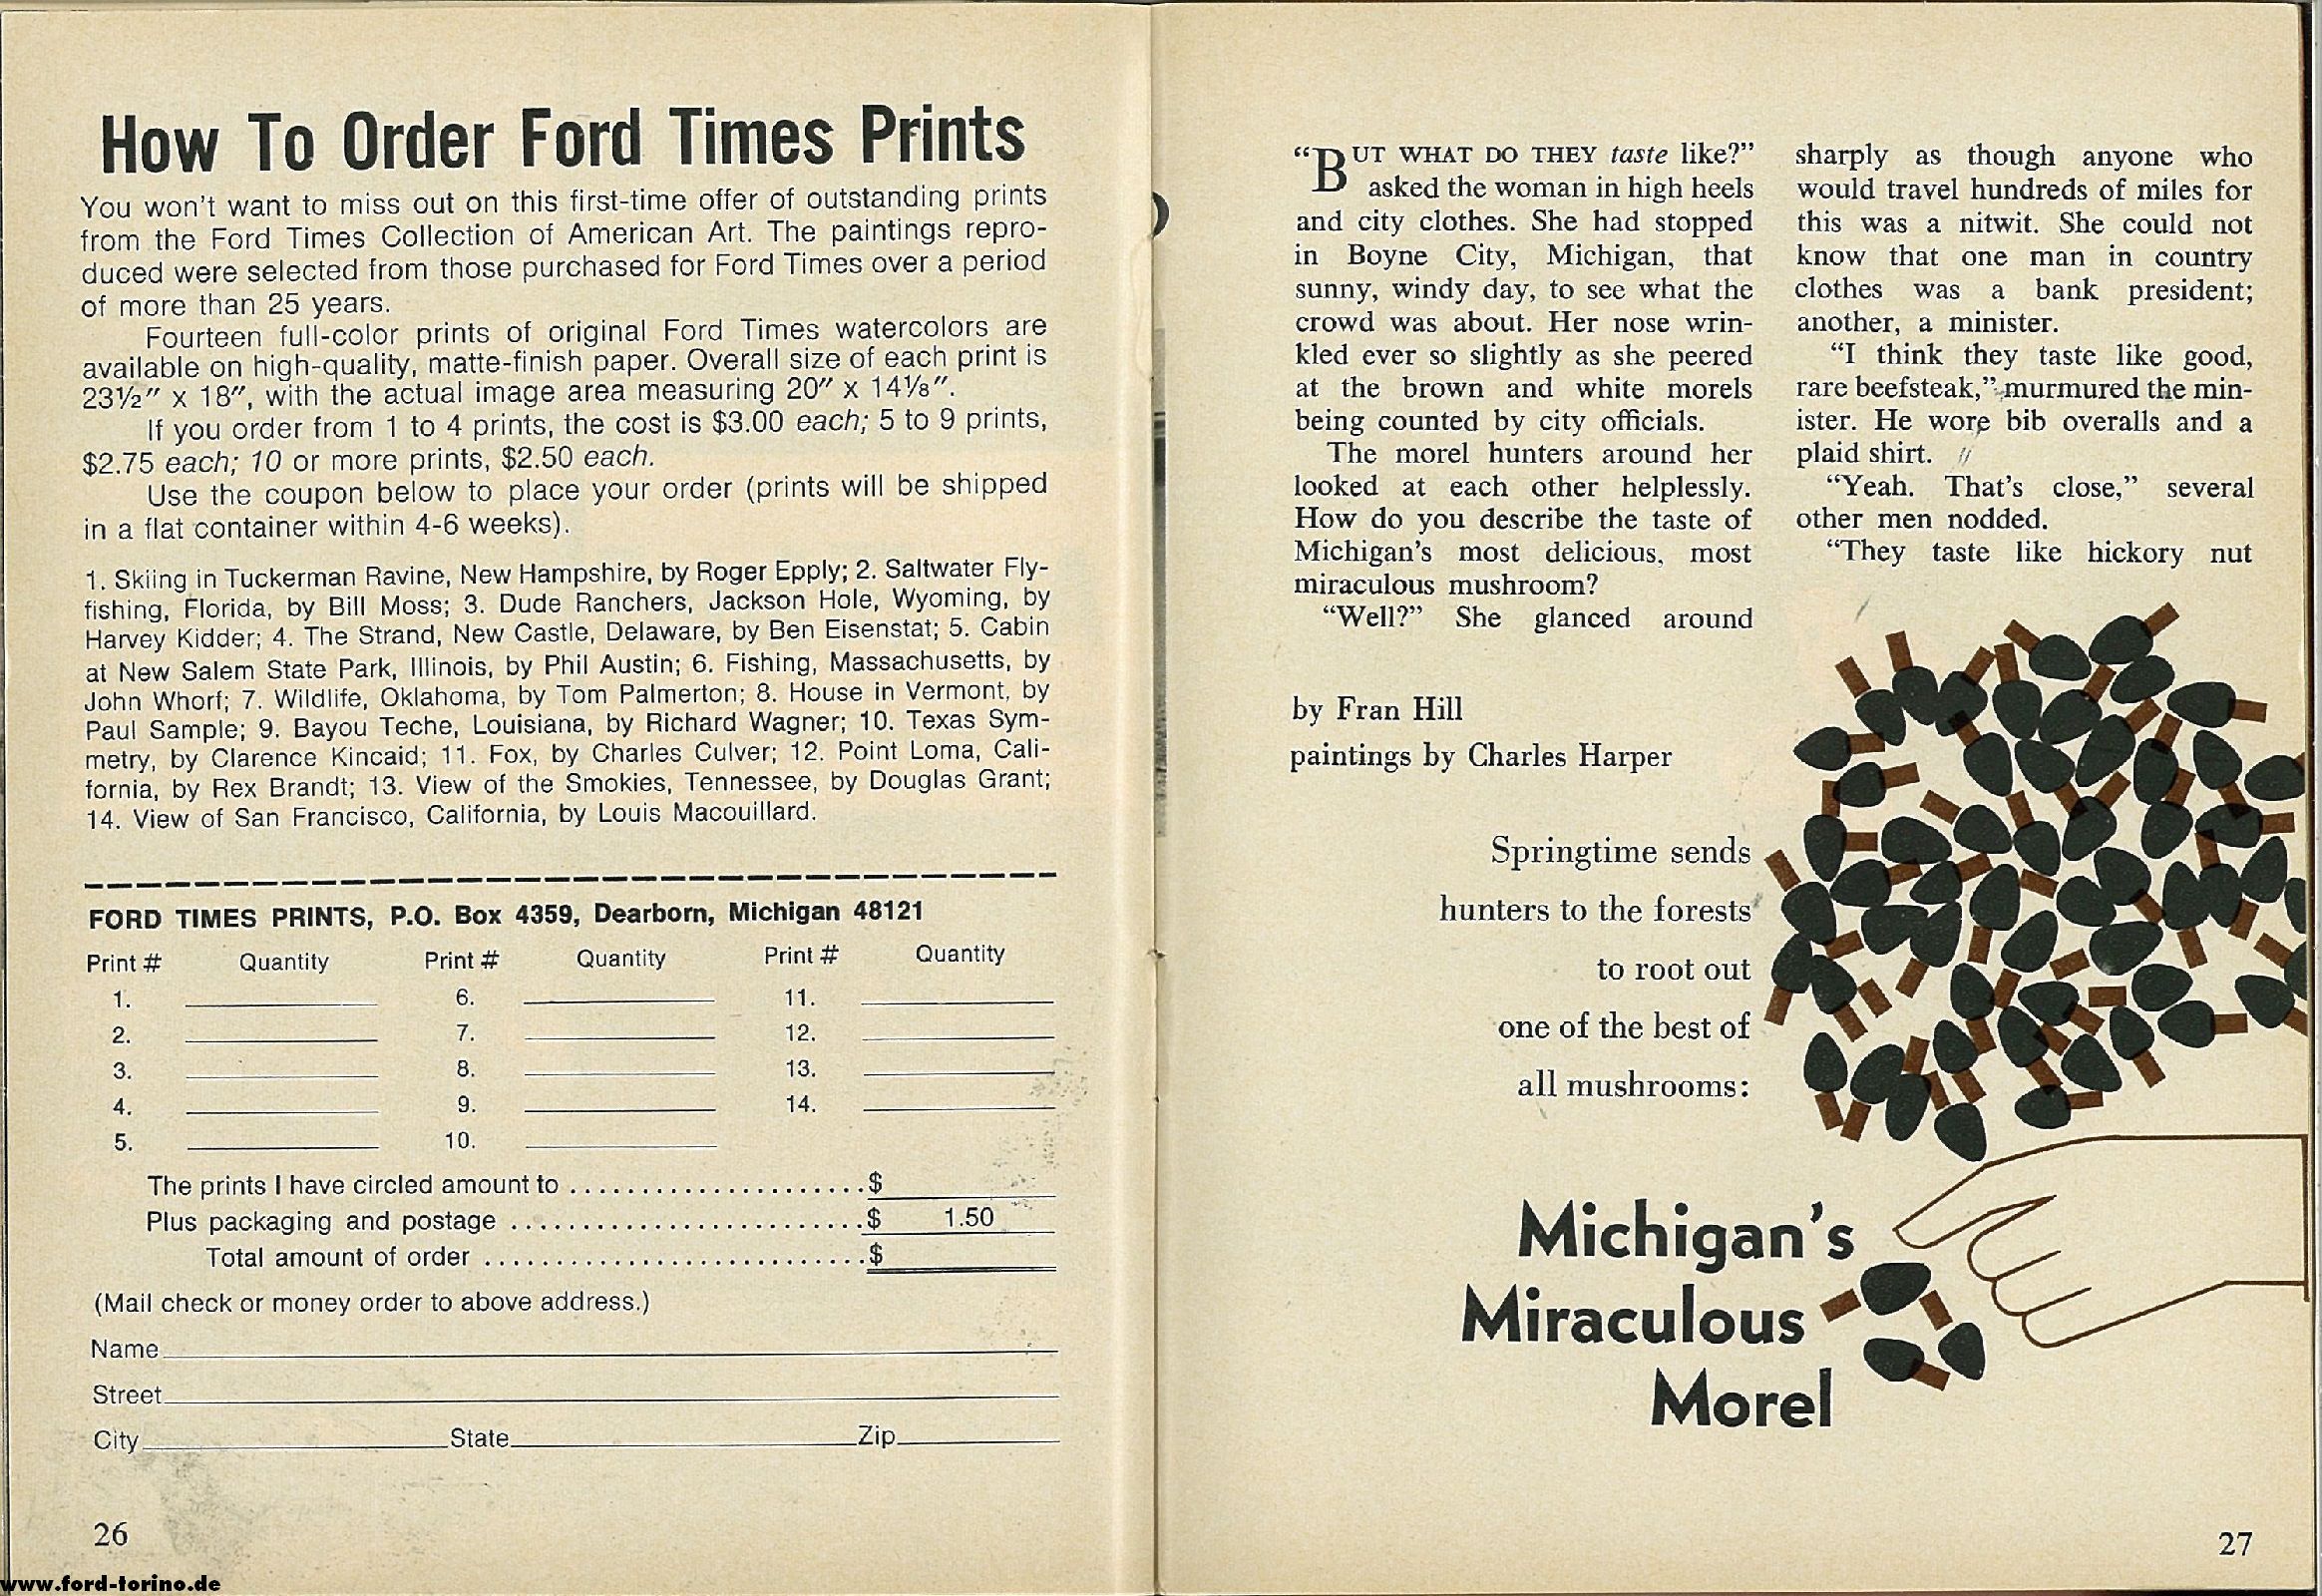 How To Order Ford Times Prints
You won't want to miss out on this first-time offer of outstanding prints
from the Ford Times Collection of American Art. The paintings repro-
duced were selected from those purchased for Ford Times over a period
of more than 25 years.
Fourteen full-color prints of original Ford Times watercolors are
available on high-quality, matte-finish paper. Overall size of each print is
23½″ x 18″, with the actual image area measuring 20″ x 14⅛″.
If you order from 1 to 4 prints, the cost is $3.00 each; 5 to 9 prints,
$2.75 each; 10 or more prints, $2.50 each.
Use the coupon below to place your order (prints will be shipped
in a flat container within 4-6 weeks).
1. Skiing in Tuckerman Ravine, New Hampshire, by Roger Epply; 2. Saltwater Fly-
fishing, Florida, by Bill Moss; 3. Dude Ranchers, Jackson Hole, Wyoming, by
Harvey Kidder; 4. The Strand, New Castle, Delaware, by Ben Eisenstat; 5. Cabin
at New Salem State Park, Illinois, by Phil Austin; 6. Fishing, Massachusetts, by
John Whorf; 7. Wildlife, Oklahoma, by Tom Palmerton; 8. House in Vermont, by
Paul Sample; 9. Bayou Teche, Louisiana, by Richard Wagner; 10. Texas Sym-
metry, by Clarence Kincaid; 11. Fox, by Charles Culver; 12. Point Loma, Cali-
fornia, by Rex Brandt; 13. View of the Smokies, Tennessee, by Douglas Grant;
14. View of San Francisco, California, by Louis Macouillard.
FORD TIMES PRINTS, P.O. Box 4359, Dearborn, Michigan 48121
Print # Quantity Print # Quantity Print # Quantity
1. 6. 11.
2. 7. 12.
3. 8. 13.
4. 9. 14.
5. 10.
The prints I have circled amount to ..................... $
Plus packaging and postage ......................... $ 1.50
Total amount of order ........................... $
(Mail check or money order to above address.)
Name
Street
City State Zip
26
"BUT WHAT DO THEY taste like?"
asked the woman in high heels
and city clothes. She had stopped
in Boyne City, Michigan, that
sunny, windy day, to see what the
crowd was about. Her nose wrin-
kled ever so slightly as she peered
at the brown and white morels
being counted by city officials.
The morel hunters around her
looked at each other helplessly.
How do you describe the taste of
Michigan's most delicious, most
miraculous mushroom?
"Well?" She glanced around
sharply as though anyone who
would travel hundreds of miles for
this was a nitwit. She could not
know that one man in country
clothes was a bank president;
another, a minister.
"I think they taste like good,
rare beefsteak," murmured the min-
ister. He wore bib overalls and a
plaid shirt.
"Yeah. That's close," several
other men nodded.
"They taste like hickory nut
by Fran Hill
paintings by Charles Harper
Springtime sends
hunters to the forests
to root out
one of the best of
all mushrooms:
Michigan's
Miraculous
Morel
27
www.ford-torino.de